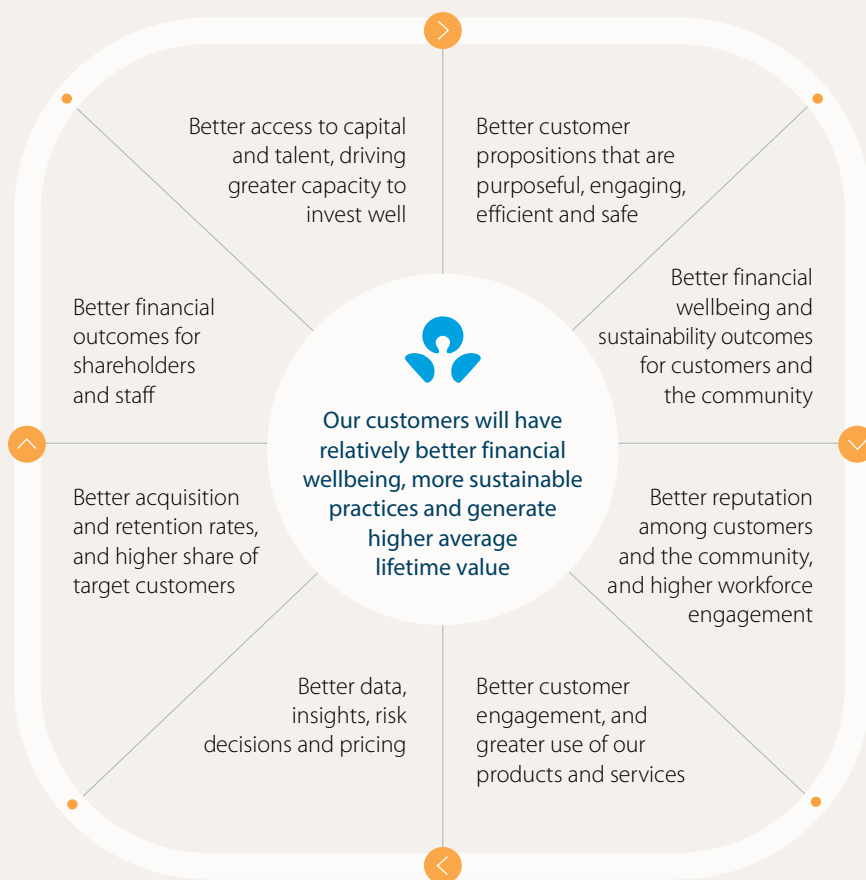 Better access to capital
and talent, driving
greater capacity to
invest well
Better customer
propositions that are
purposeful, engaging,
efficient and safe
Better financial
wellbeing and
sustainability outcomes
for customers and
the community
Better financial
outcomes for
shareholders
and staff
Our customers will have
relatively better financial
wellbeing, more sustainable
practices and generate
higher average
lifetime value
Better acquisition
and retention rates,
and higher share of
target customers
Better reputation
among customers
and the community,
and higher workforce
engagement
Better data,
insights, risk
decisions and pricing
Better customer
engagement, and
greater use of our
products and services